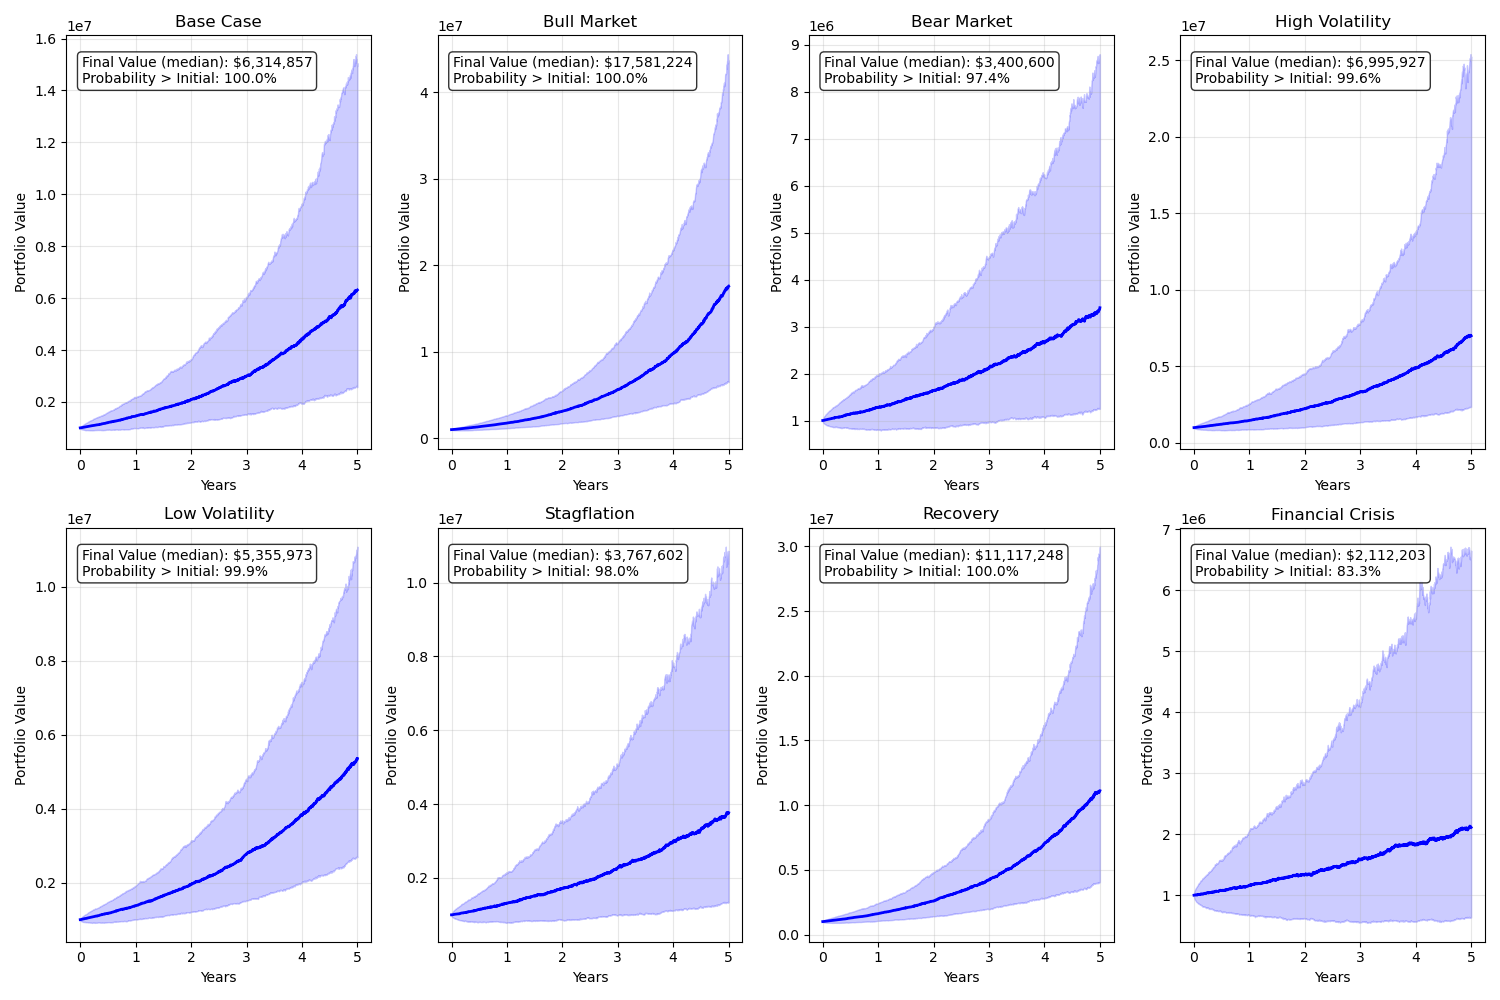 Base Case
1e7
Final Value (median): $6,314,857
Probability > Initial: 100.0%
1.6
1.4
1.2
1.0
0.8
0.6
0.4
0.2
Portfolio Value
0 1 2 3 4 5
Years
Bull Market
1e7
Final Value (median): $17,581,224
Probability > Initial: 100.0%
4
3
2
1
0
Portfolio Value
0 1 2 3 4 5
Years
Bear Market
1e6
Final Value (median): $3,400,600
Probability > Initial: 97.4%
9
8
7
6
5
4
3
2
1
Portfolio Value
0 1 2 3 4 5
Years
High Volatility
1e7
Final Value (median): $6,995,927
Probability > Initial: 99.6%
2.5
2.0
1.5
1.0
0.5
0.0
Portfolio Value
0 1 2 3 4 5
Years
Low Volatility
1e7
Final Value (median): $5,355,973
Probability > Initial: 99.9%
1.0
0.8
0.6
0.4
0.2
Portfolio Value
0 1 2 3 4 5
Years
Stagflation
1e7
Final Value (median): $3,767,602
Probability > Initial: 98.0%
1.0
0.8
0.6
0.4
0.2
Portfolio Value
0 1 2 3 4 5
Years
Recovery
1e7
Final Value (median): $11,117,248
Probability > Initial: 100.0%
3.0
2.5
2.0
1.5
1.0
0.5
0.0
Portfolio Value
0 1 2 3 4 5
Years
Financial Crisis
1e6
Final Value (median): $2,112,203
Probability > Initial: 83.3%
7
6
5
4
3
2
1
Portfolio Value
0 1 2 3 4 5
Years